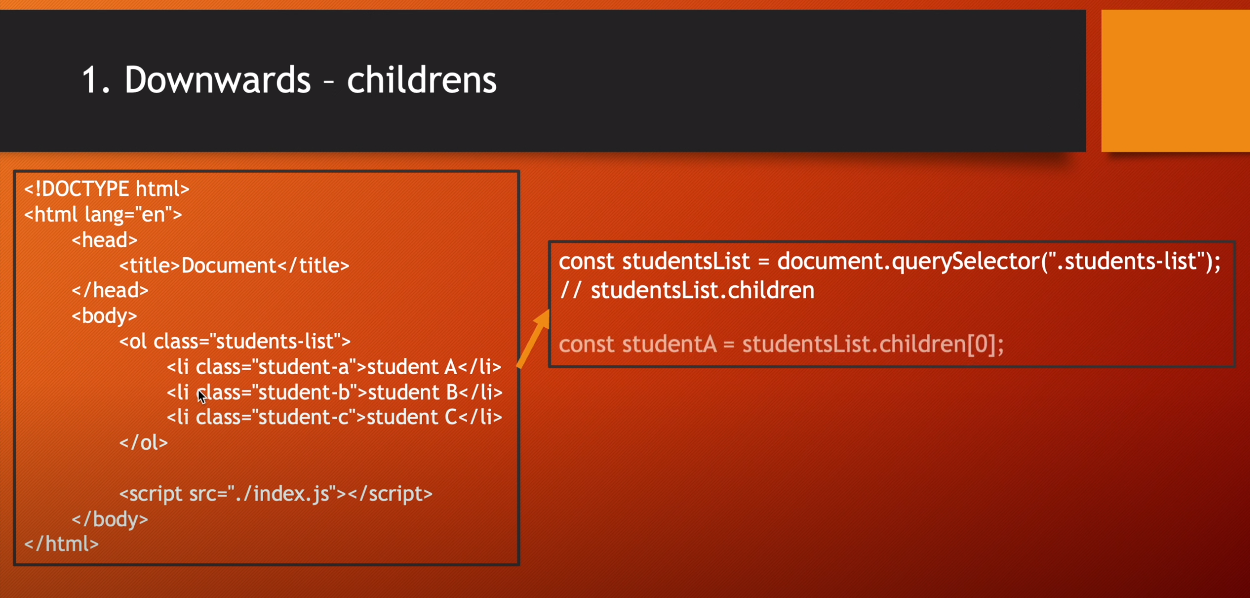 1. Downwards – childrens
<!DOCTYPE html>
<html lang="en">
<head>
<title>Document</title>
</head>
<body>
<ol class="students-list">
<li class="student-a">student A</li>
<li class="student-b">student B</li>
<li class="student-c">student C</li>
</ol>
<script src="./index.js"></script>
</body>
</html>
const studentsList = document.querySelector(".students-list");
// studentsList.children
const studentA = studentsList.children[0];